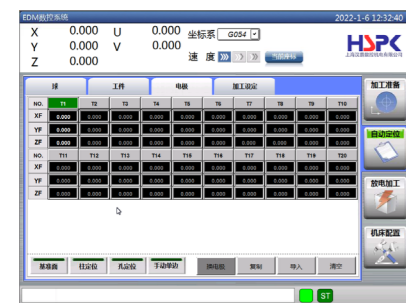 EDM数控系统 2022-1-6 12:32:40
X 0.000 U 0.000 坐标系 G054
Y 0.000 V 0.000
Z 0.000 速 度 当前座标
HSPK
球 工件 电极 加工设定
NO. T1 T2 T3 T4 T5 T6 T7 T8 T9 T10
XF 0.000 0.000 0.000 0.000 0.000 0.000 0.000 0.000 0.000 0.000
YF 0.000 0.000 0.000 0.000 0.000 0.000 0.000 0.000 0.000 0.000
ZF 0.000 0.000 0.000 0.000 0.000 0.000 0.000 0.000 0.000 0.000
NO. T11 T12 T13 T14 T15 T16 T17 T18 T19 T20
XF 0.000 0.000 0.000 0.000 0.000 0.000 0.000 0.000 0.000 0.000
YF 0.000 0.000 0.000 0.000 0.000 0.000 0.000 0.000 0.000 0.000
ZF 0.000 0.000 0.000 0.000 0.000 0.000 0.000 0.000 0.000 0.000
基准面 柱定位 孔定位 手动单边 换电极 复制 导入 清空
加工准备
自动定位
放电加工
机床配置
ST